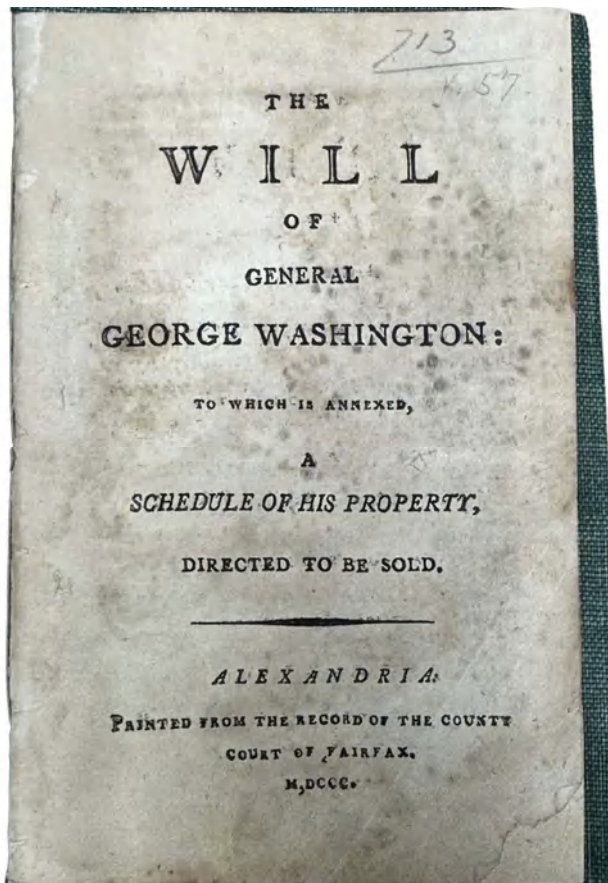 713
57
THE
WILL
OF
GENERAL
GEORGE WASHINGTON:
TO WHICH IS ANNEXED,
A
SCHEDULE OF HIS PROPERTY,
DIRECTED TO BE SOLD.
ALEXANDRIA:
PRINTED FROM THE RECORD OF THE COUNTY
COURT OF FAIRFAX.
M,DCCC.